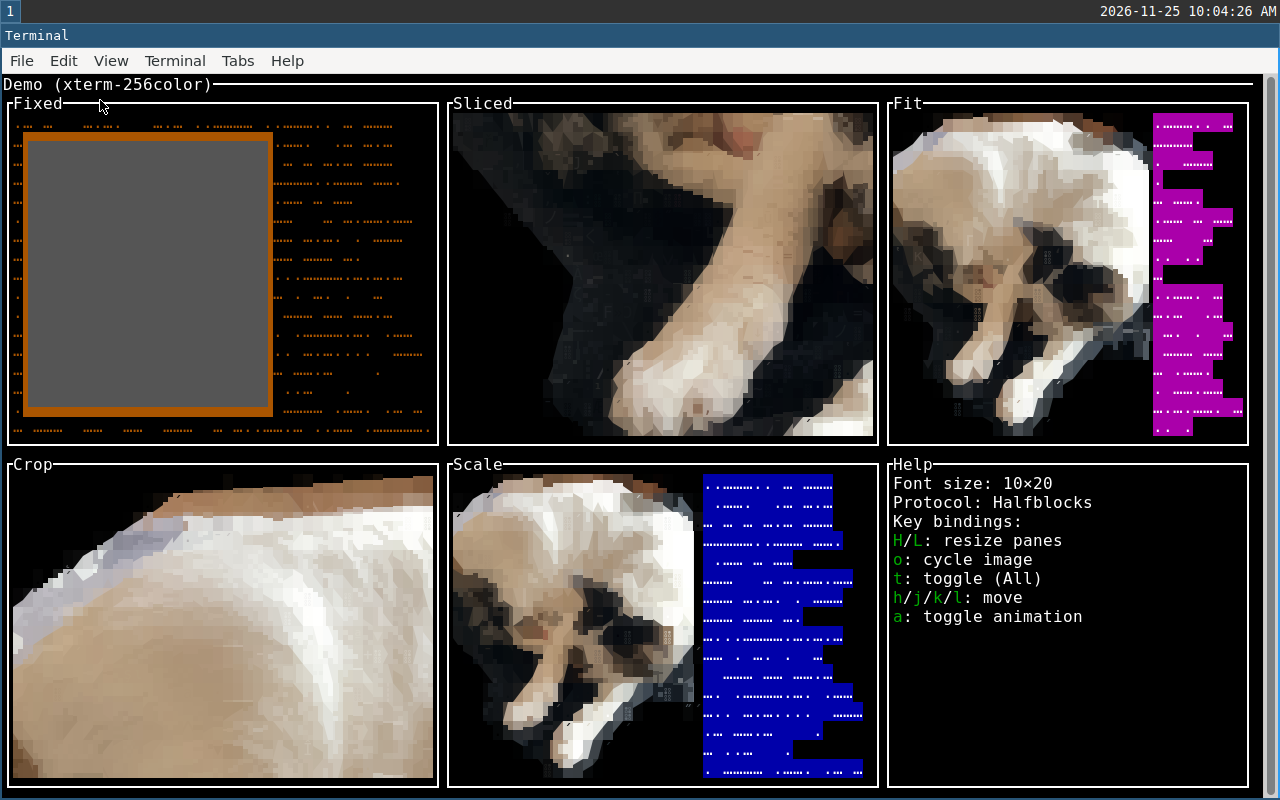 1
2026-11-25 10:04:26 AM
Terminal
File Edit View Terminal Tabs Help
Demo (xterm-256color)
Fixed
Sliced
Fit
Crop
Scale
Help
Font size: 10×20
Protocol: Halfblocks
Key bindings:
H/L: resize panes
o: cycle image
t: toggle (All)
h/j/k/l: move
a: toggle animation